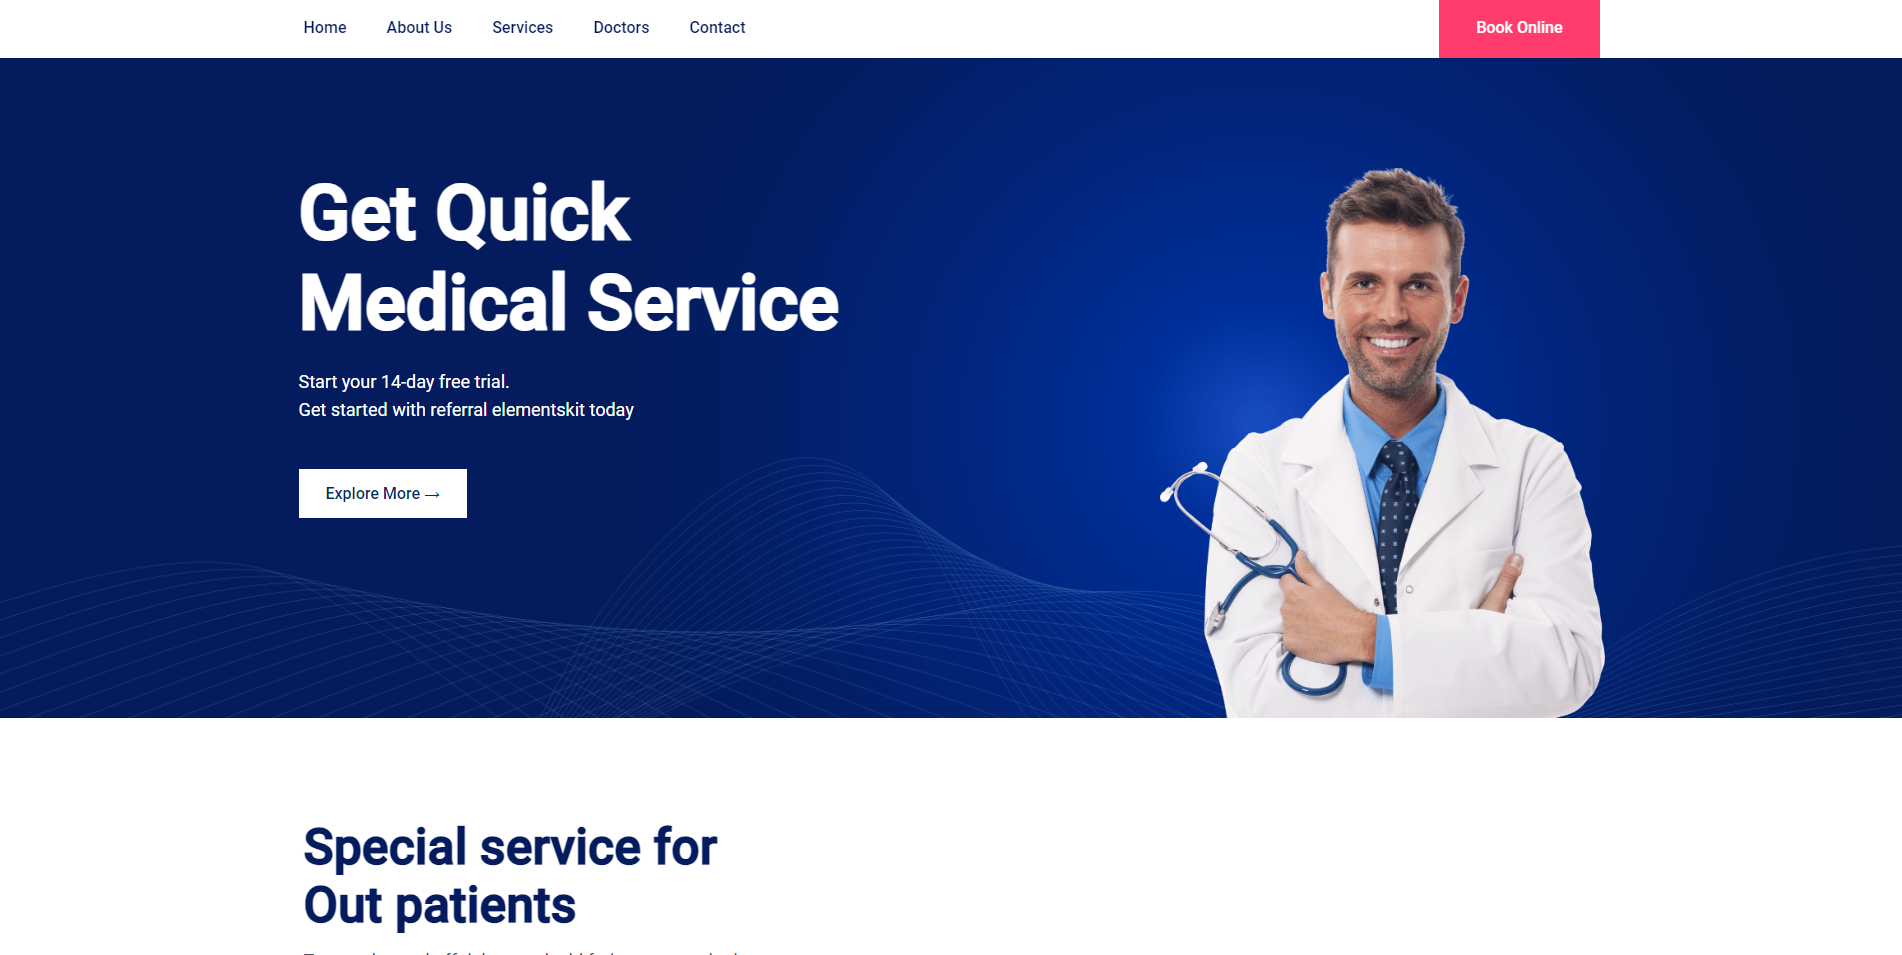 Home About Us Services Doctors Contact Book Online
Get Quick
Medical Service
Start your 14-day free trial.
Get started with referral elementskit today
Explore More →
Special service for
Out patients